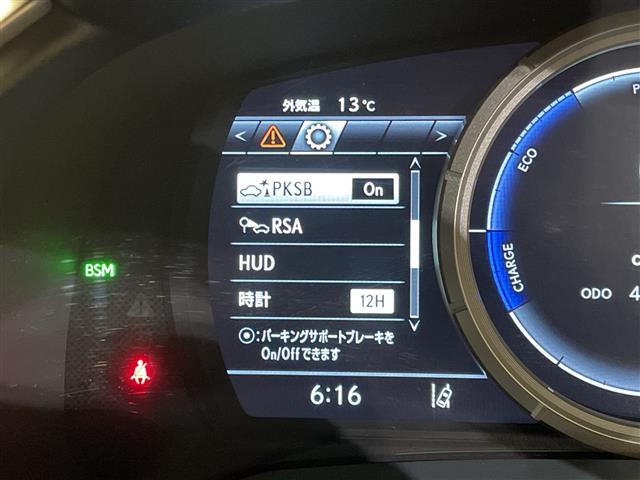 外気温 13℃
< >
PKSB On
RSA
HUD
時計 12H
⦿:パーキングサポートブレーキを
On/Offできます
6:16
BSM
ECO
CHARGE
ODO 4